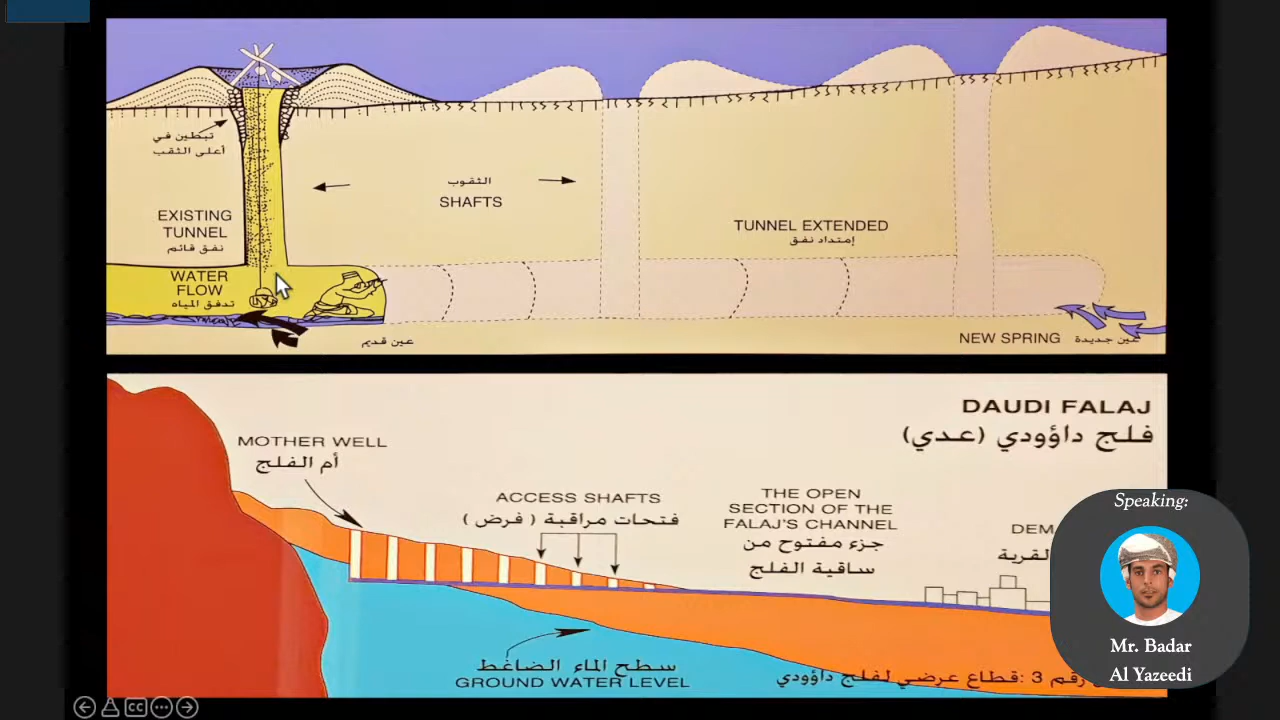 تبطين في
أعلى الثقب
الثقوب
SHAFTS
EXISTING
TUNNEL
نفق قائم
TUNNEL EXTENDED
إمتداد نفق
WATER
FLOW
تدفق المياه
عين قديم
NEW SPRING عين جديدة
DAUDI FALAJ
فلج داؤودي (عدي)
MOTHER WELL
أم الفلج
ACCESS SHAFTS
فتحات مراقبة ( فرض )
THE OPEN
SECTION OF THE
FALAJ'S CHANNEL
جزء مفتوح من
ساقية الفلج
DEM
القرية
سطح الماء الضاغط
GROUND WATER LEVEL
رقم 3 :قطاع عرضي لفلج داؤودي
Speaking:
Mr. Badar
Al Yazeedi
CC